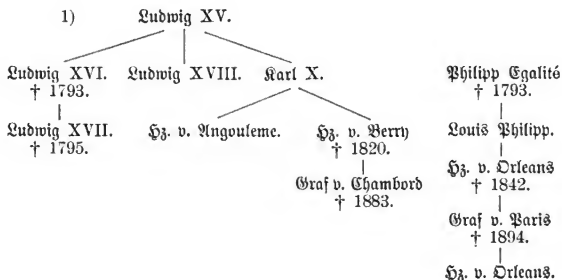 1) Ludwig XV.
Ludwig XVI. Ludwig XVIII. Karl X. Philipp Egalité
† 1793. † 1793.
Ludwig XVII. Hz. v. Angouleme. Hz. v. Berry Louis Philipp.
† 1795. † 1820. Hz. v. Orleans
Graf v. Chambord † 1842.
† 1883. Graf v. Paris
† 1894.
Hz. v. Orleans.